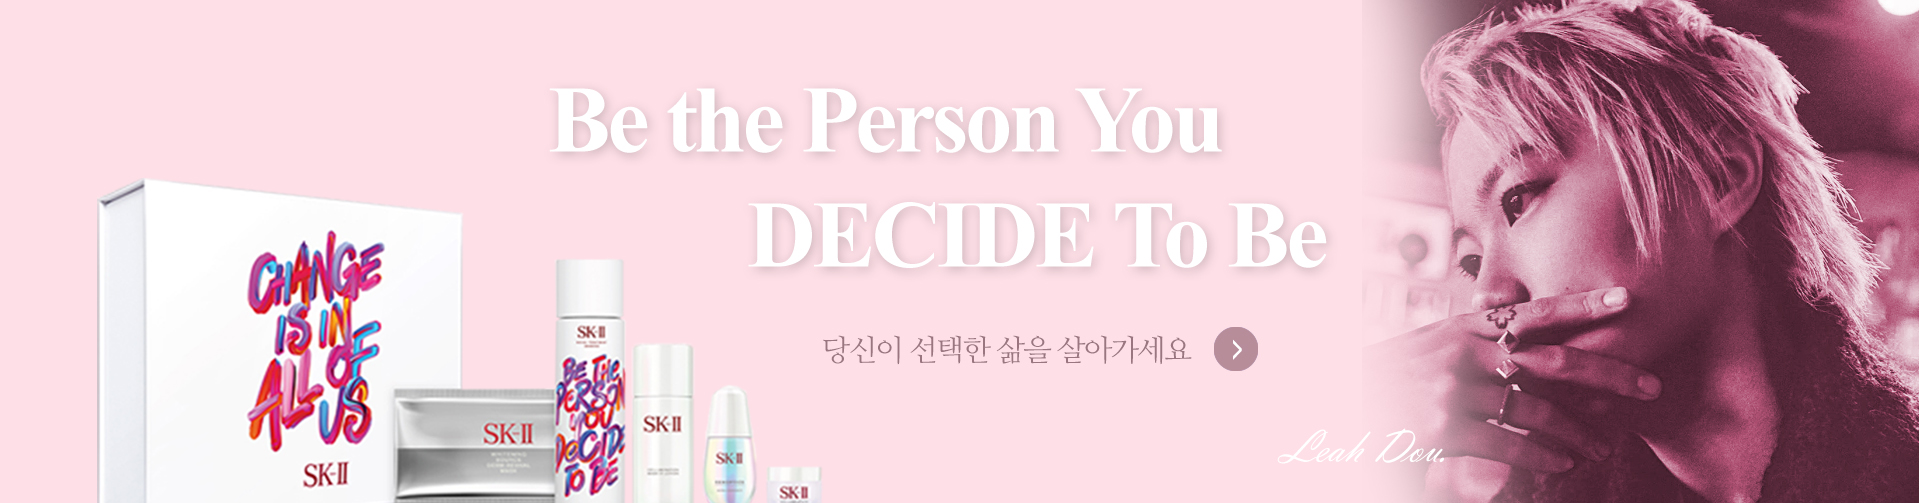 Be the Person You
DECIDE To Be
당신이 선택한 삶을 살아가세요
Leah Dou.
CHANGE
IS IN
ALL OF
US
SK-II
SK-II
SK-II
BE THE
PERSON
YOU
DECIDE
TO BE
SK-II
SK-II
SK-II